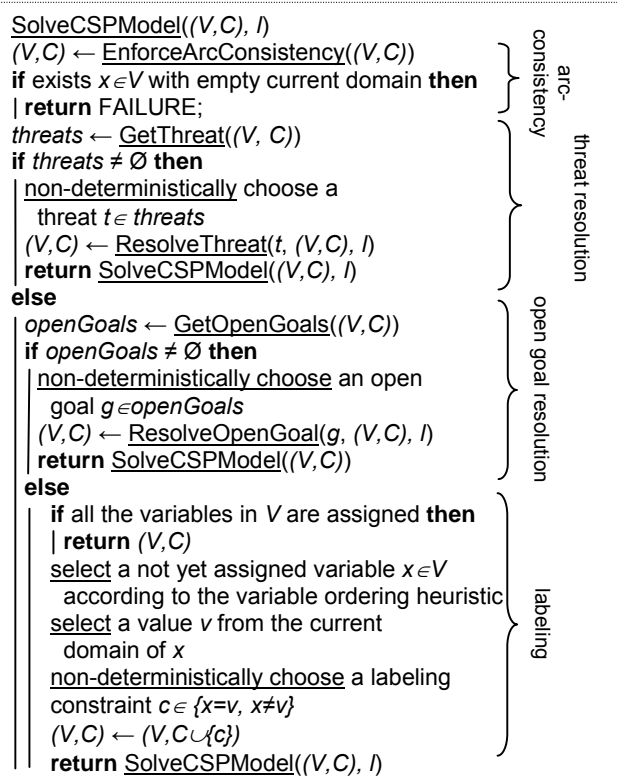 SolveCSPModel((V,C), I)
(V,C) ← EnforceArcConsistency((V,C))
if exists x∈V with empty current domain then
| return FAILURE;
threats ← GetThreat((V, C))
if threats ≠ Ø then
non-deterministically choose a
threat t∈ threats
(V,C) ← ResolveThreat(t, (V,C), I)
return SolveCSPModel((V,C), I)
else
openGoals ← GetOpenGoals((V,C))
if openGoals ≠ Ø then
non-deterministically choose an open
goal g∈openGoals
(V,C) ← ResolveOpenGoal(g, (V,C), I)
return SolveCSPModel((V,C))
else
if all the variables in V are assigned then
| return (V,C)
select a not yet assigned variable x∈V
according to the variable ordering heuristic
select a value v from the current
domain of x
non-deterministically choose a labeling
constraint c∈ {x=v, x≠v}
(V,C) ← (V,C∪{c})
return SolveCSPModel((V,C), I)
arc-
consistency
threat resolution
open goal resolution
labeling